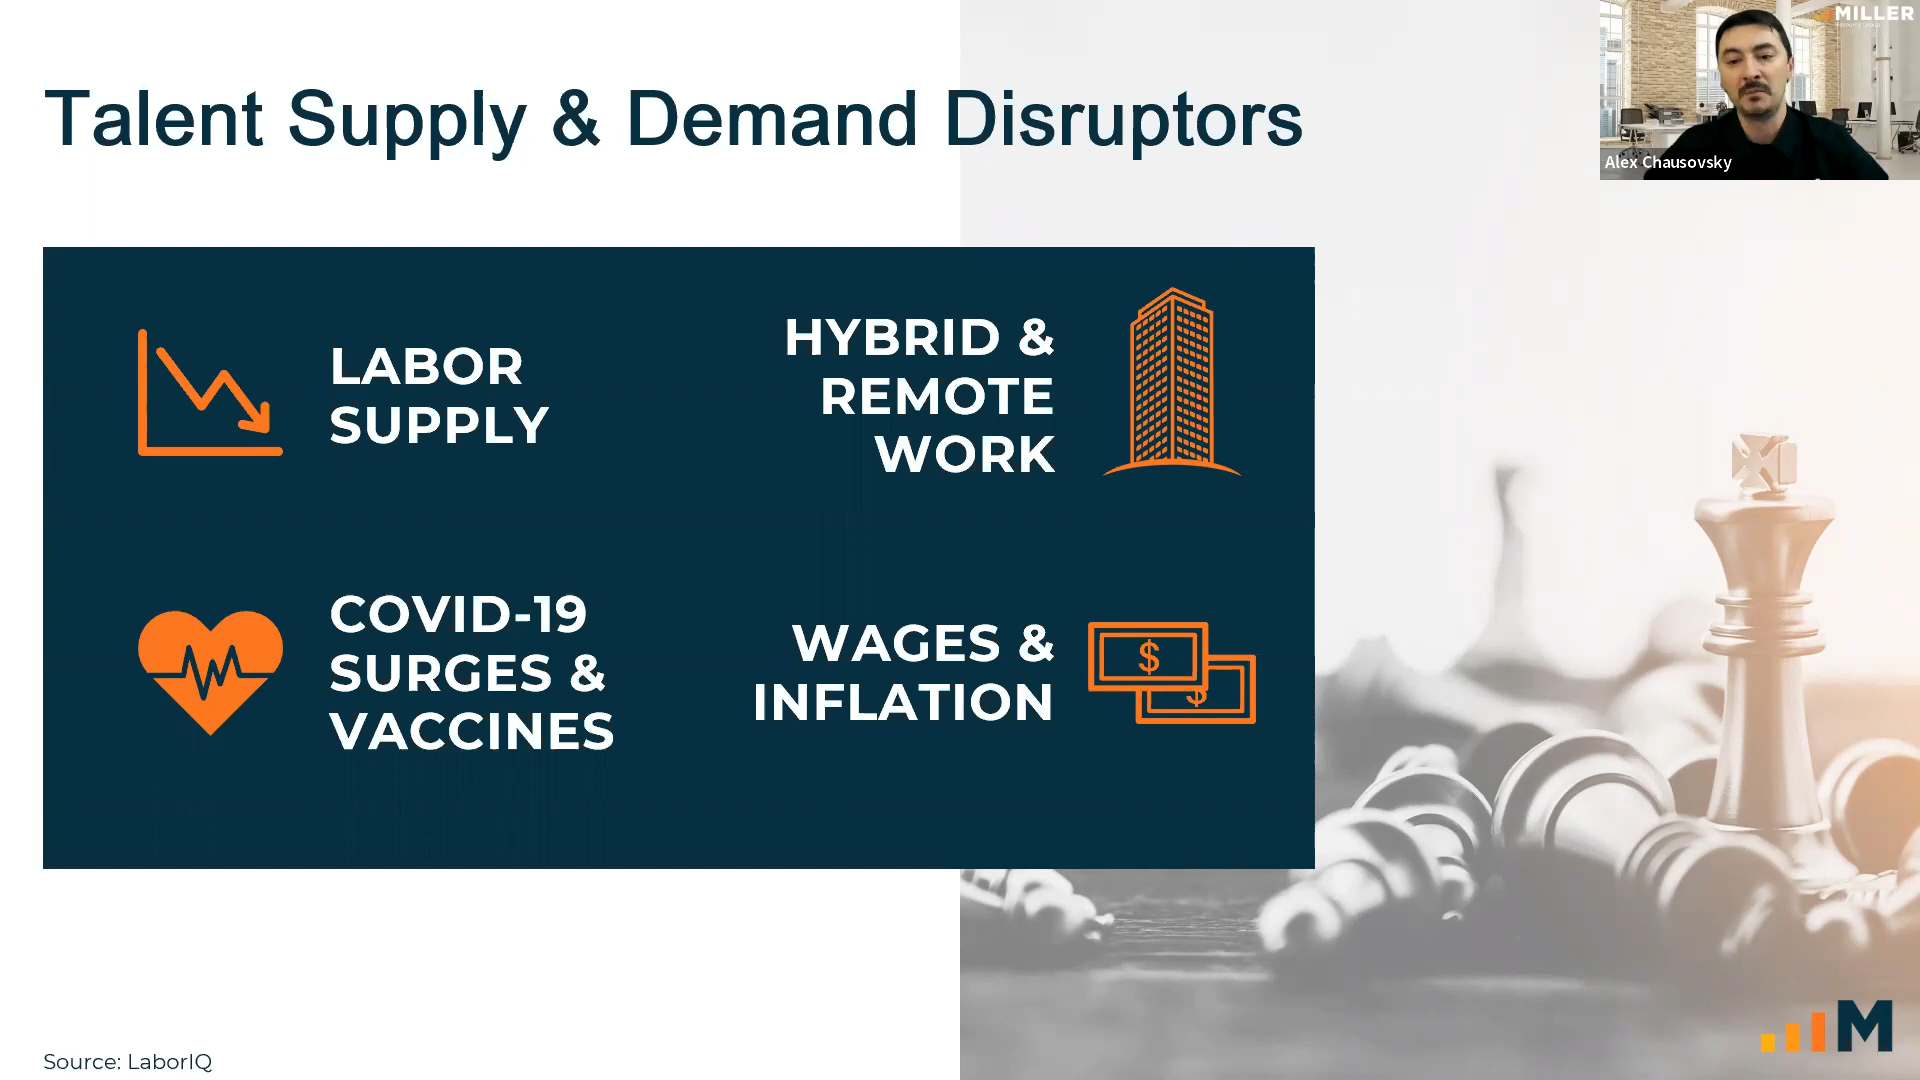 Talent Supply & Demand Disruptors
MILLER
Alex Chausovsky
LABOR
SUPPLY
HYBRID &
REMOTE
WORK
COVID-19
SURGES &
VACCINES
WAGES &
INFLATION
$
$
Source: LaborIQ
M